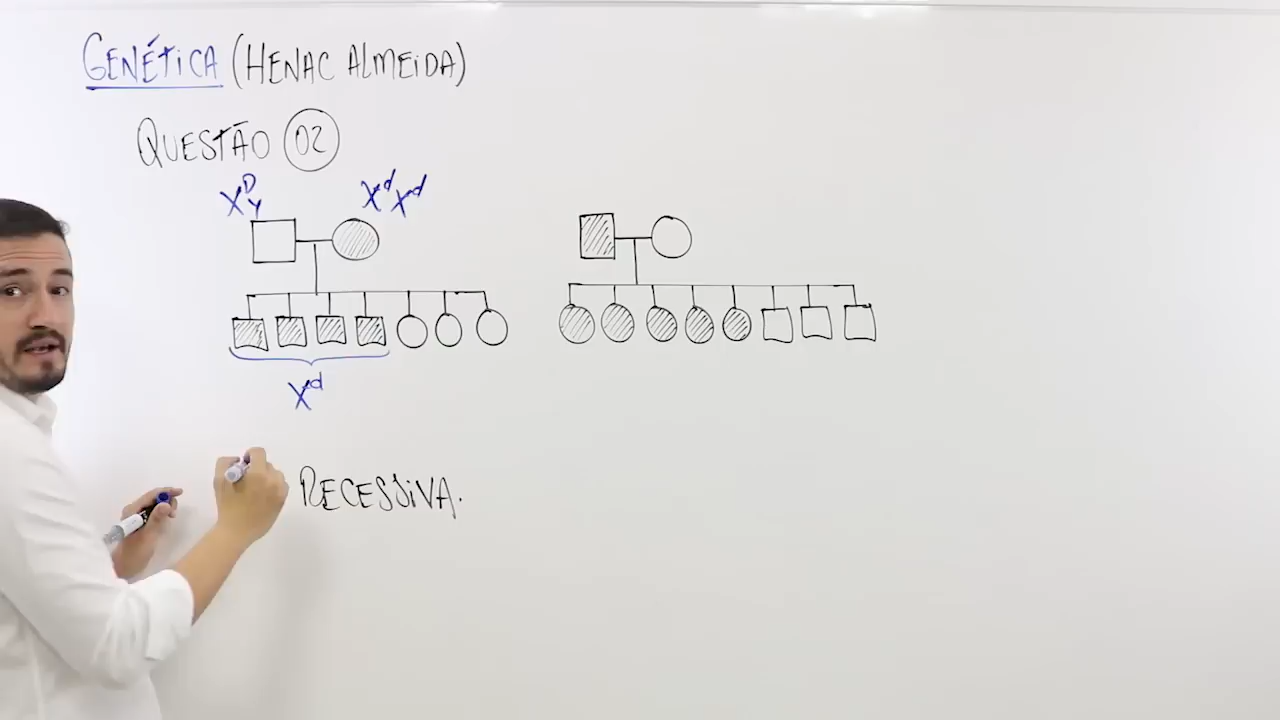 GENÉTICA (HENAC ALMEIDA)
QUESTÃO 02
X^D Y X^d X^d
X^d
RECESSIVA.